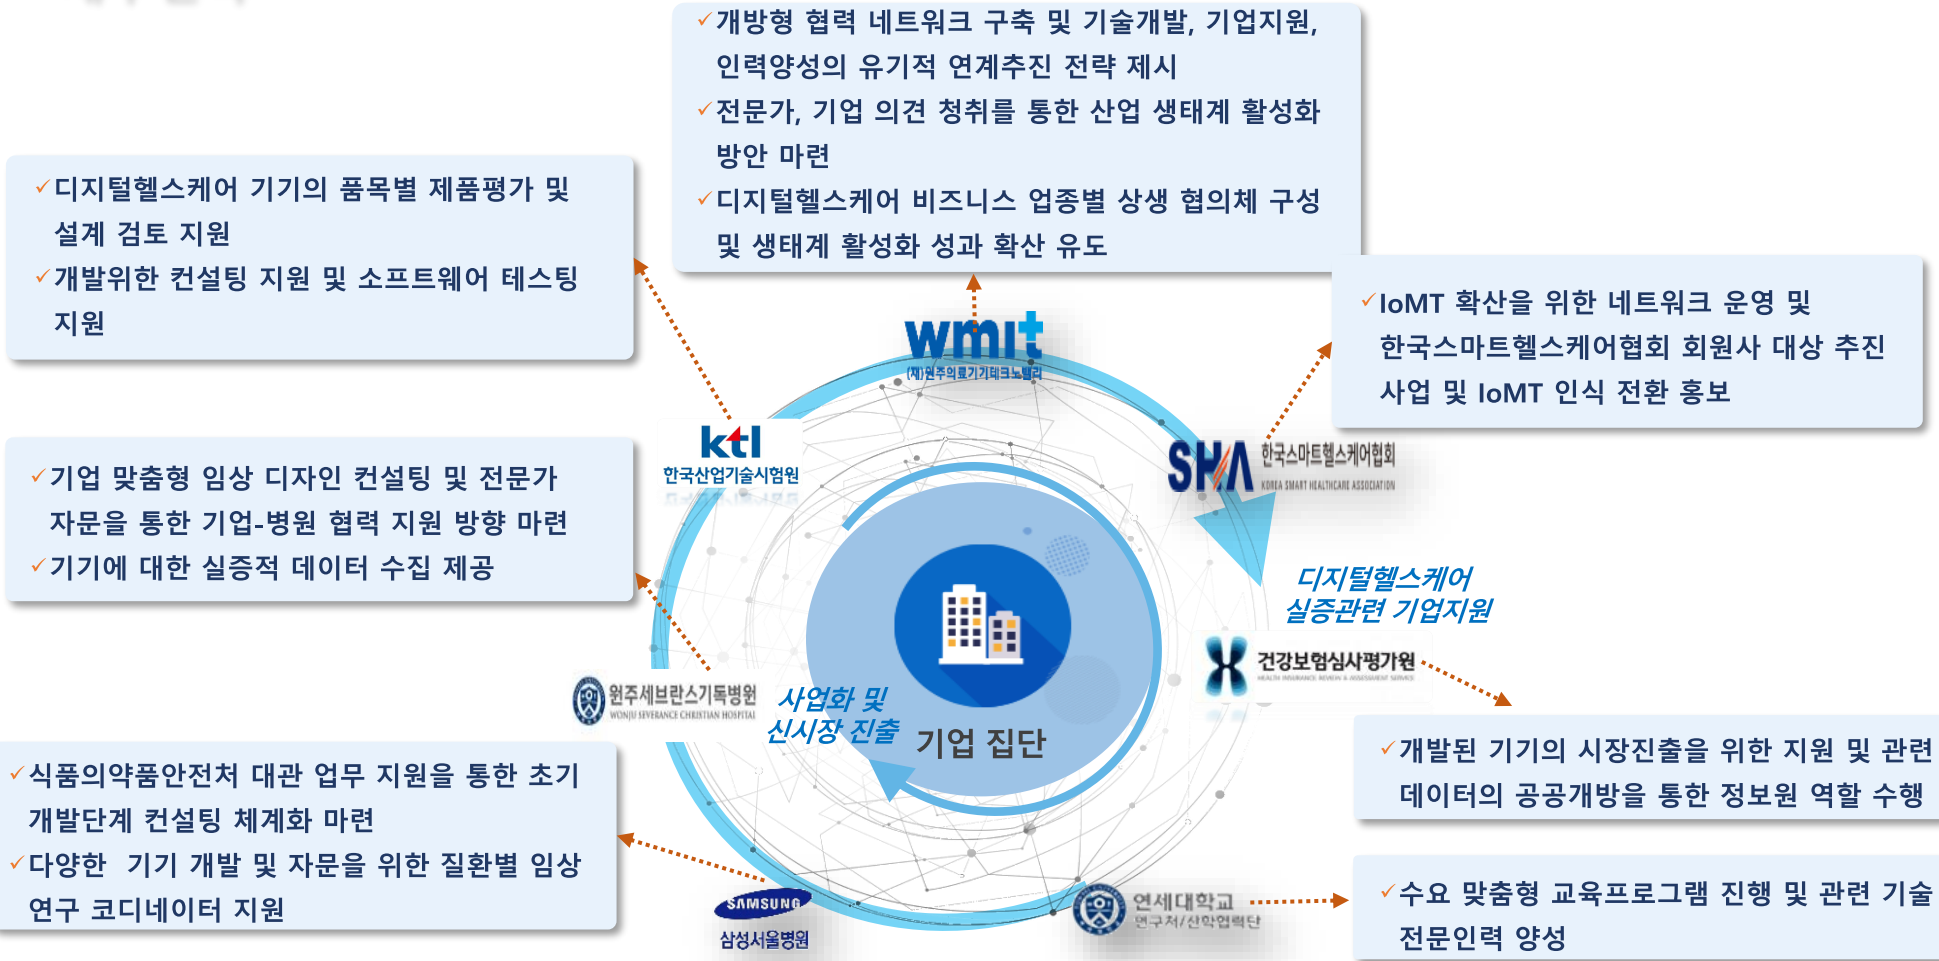 개방형 협력 네트워크 구축 및 기술개발, 기업지원,
인력양성의 유기적 연계추진 전략 제시
전문가, 기업 의견 청취를 통한 산업 생태계 활성화
방안 마련
디지털헬스케어 비즈니스 업종별 상생 협의체 구성
및 생태계 활성화 성과 확산 유도
디지털헬스케어 기기의 품목별 제품평가 및
설계 검토 지원
개발위한 컨설팅 지원 및 소프트웨어 테스팅
지원
IoMT 확산을 위한 네트워크 운영 및
한국스마트헬스케어협회 회원사 대상 추진
사업 및 IoMT 인식 전환 홍보
wmit
(재)원주의료기기테크노밸리
ktl
한국산업기술시험원
SHA 한국스마트헬스케어협회
KOREA SMART HEALTHCARE ASSOCIATION
기업 맞춤형 임상 디자인 컨설팅 및 전문가
자문을 통한 기업-병원 협력 지원 방향 마련
기기에 대한 실증적 데이터 수집 제공
디지털헬스케어
실증관련 기업지원
건강보험심사평가원
HEALTH INSURANCE REVIEW & ASSESSMENT SERVICE
원주세브란스기독병원
WONJU SEVERANCE CHRISTIAN HOSPITAL
사업화 및
신시장 진출
기업 집단
개발된 기기의 시장진출을 위한 지원 및 관련
데이터의 공공개방을 통한 정보원 역할 수행
식품의약품안전처 대관 업무 지원을 통한 초기
개발단계 컨설팅 체계화 마련
다양한 기기 개발 및 자문을 위한 질환별 임상
연구 코디네이터 지원
SAMSUNG
삼성서울병원
연세대학교
연구처/산학협력단
수요 맞춤형 교육프로그램 진행 및 관련 기술
전문인력 양성